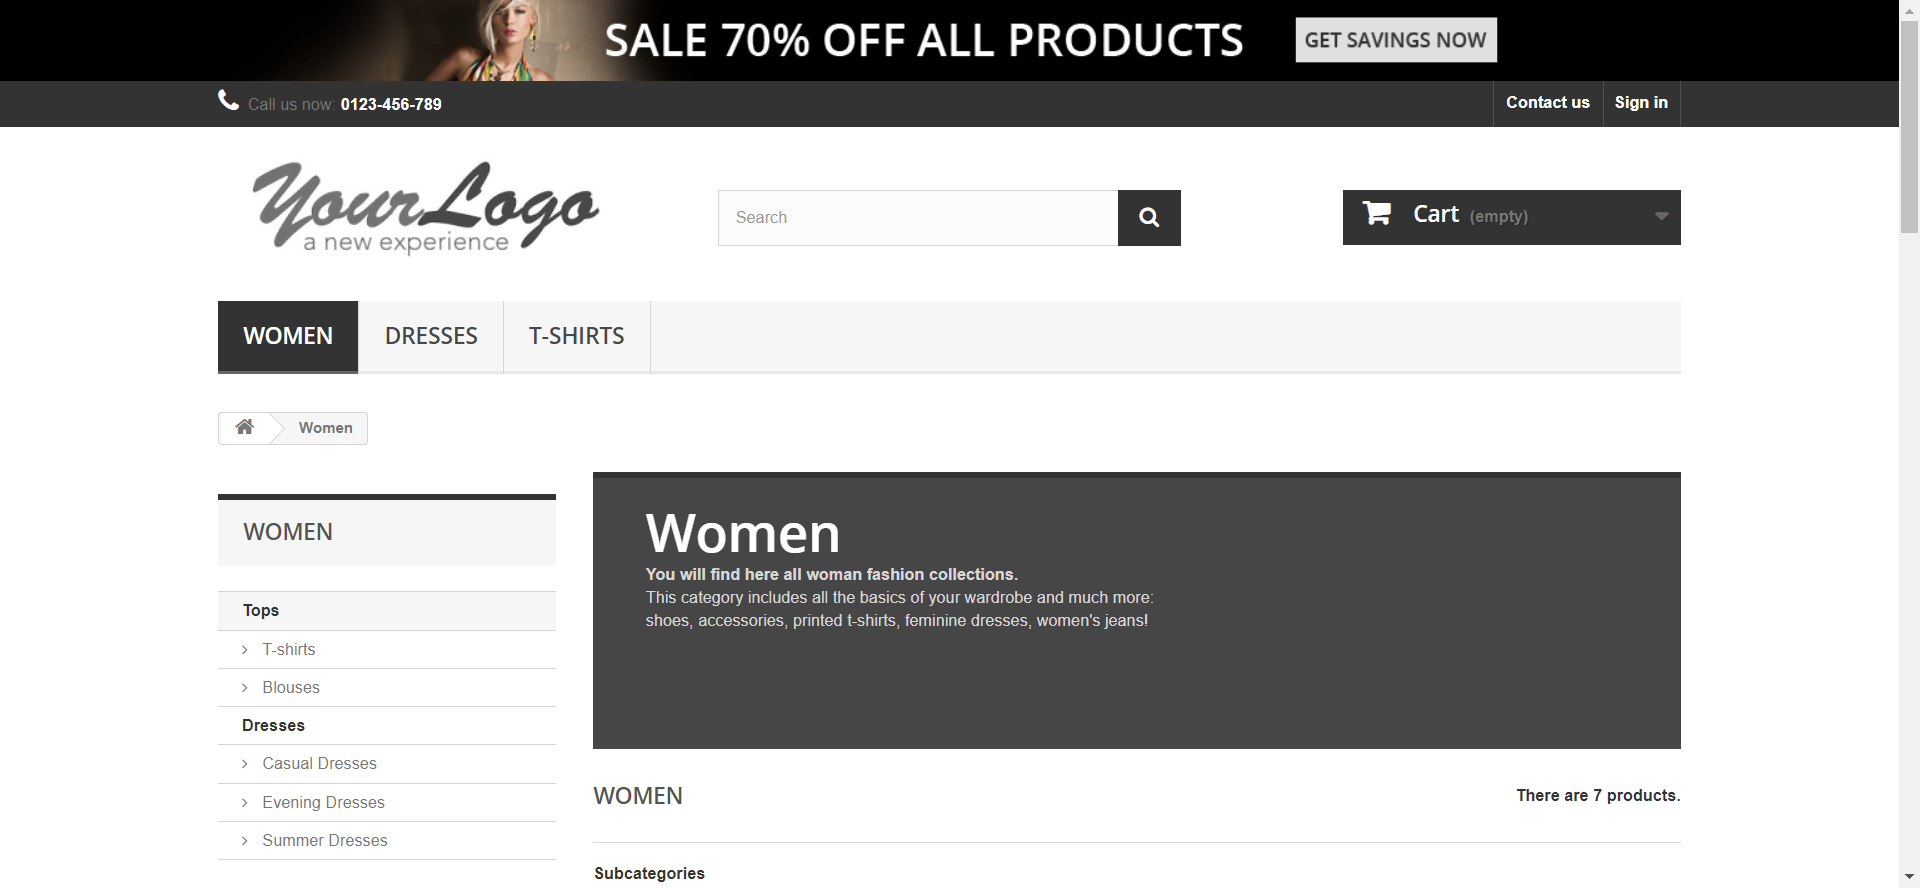 SALE 70% OFF ALL PRODUCTS GET SAVINGS NOW
Call us now: 0123-456-789
Contact us Sign in
Your Logo
a new experience
Search
Cart (empty)
WOMEN DRESSES T-SHIRTS
Women
WOMEN
Tops
T-shirts
Blouses
Dresses
Casual Dresses
Evening Dresses
Summer Dresses
Women
You will find here all woman fashion collections.
This category includes all the basics of your wardrobe and much more:
shoes, accessories, printed t-shirts, feminine dresses, women's jeans!
WOMEN
There are 7 products.
Subcategories